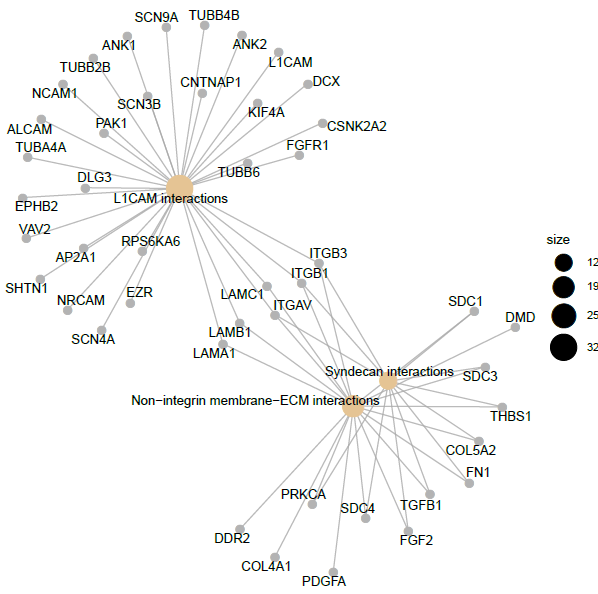 SCN9A
TUBB4B
ANK1
ANK2
TUBB2B
L1CAM
CNTNAP1
DCX
NCAM1
SCN3B
KIF4A
ALCAM
PAK1
CSNK2A2
TUBA4A
FGFR1
TUBB6
DLG3
L1CAM interactions
EPHB2
VAV2
RPS6KA6
AP2A1
ITGB3
size
12
ITGB1
SHTN1
19
NRCAM
EZR
LAMC1
ITGAV
SDC1
25
DMD
SCN4A
LAMB1
32
LAMA1
Syndecan interactions
SDC3
Non−integrin membrane−ECM interactions
THBS1
COL5A2
FN1
PRKCA
SDC4
TGFB1
DDR2
FGF2
COL4A1
PDGFA